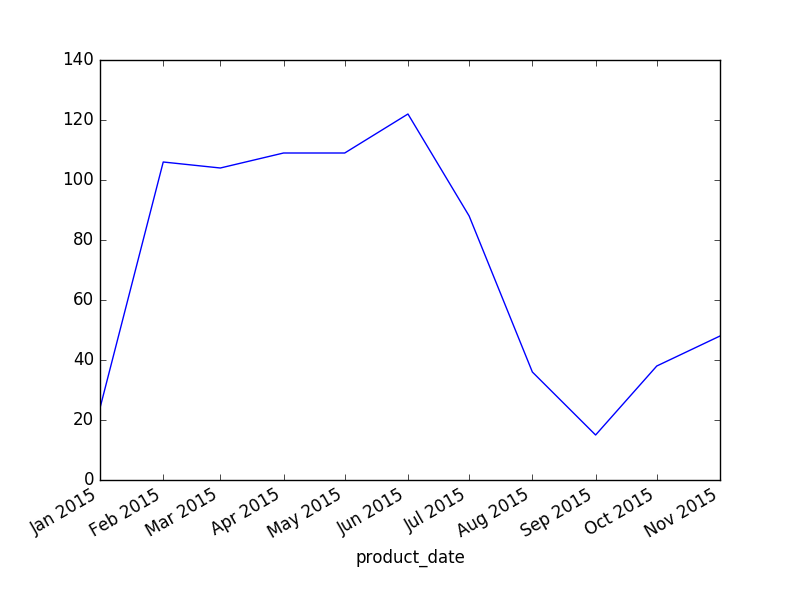 140
120
100
80
60
40
20
0
Jan 2015
Feb 2015
Mar 2015
Apr 2015
May 2015
Jun 2015
Jul 2015
Aug 2015
Sep 2015
Oct 2015
Nov 2015
product_date